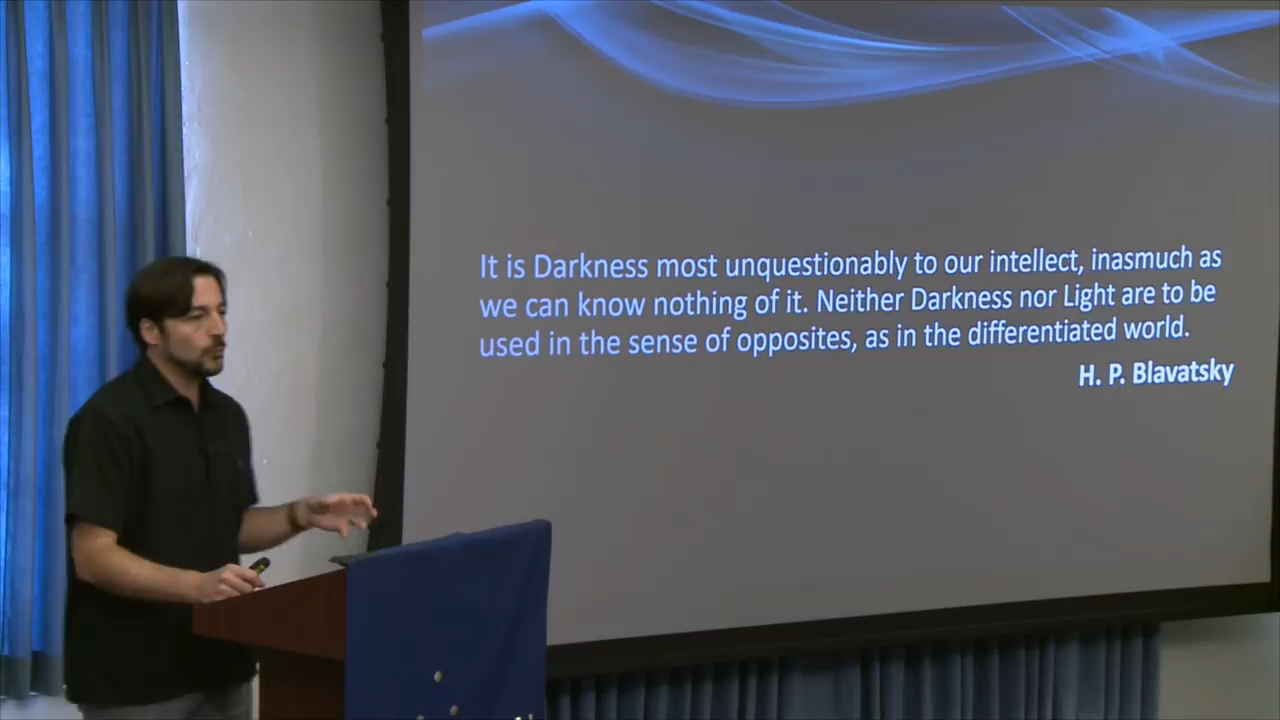 It is Darkness most unquestionably to our intellect, inasmuch as
we can know nothing of it. Neither Darkness nor Light are to be
used in the sense of opposites, as in the differentiated world.
H. P. Blavatsky